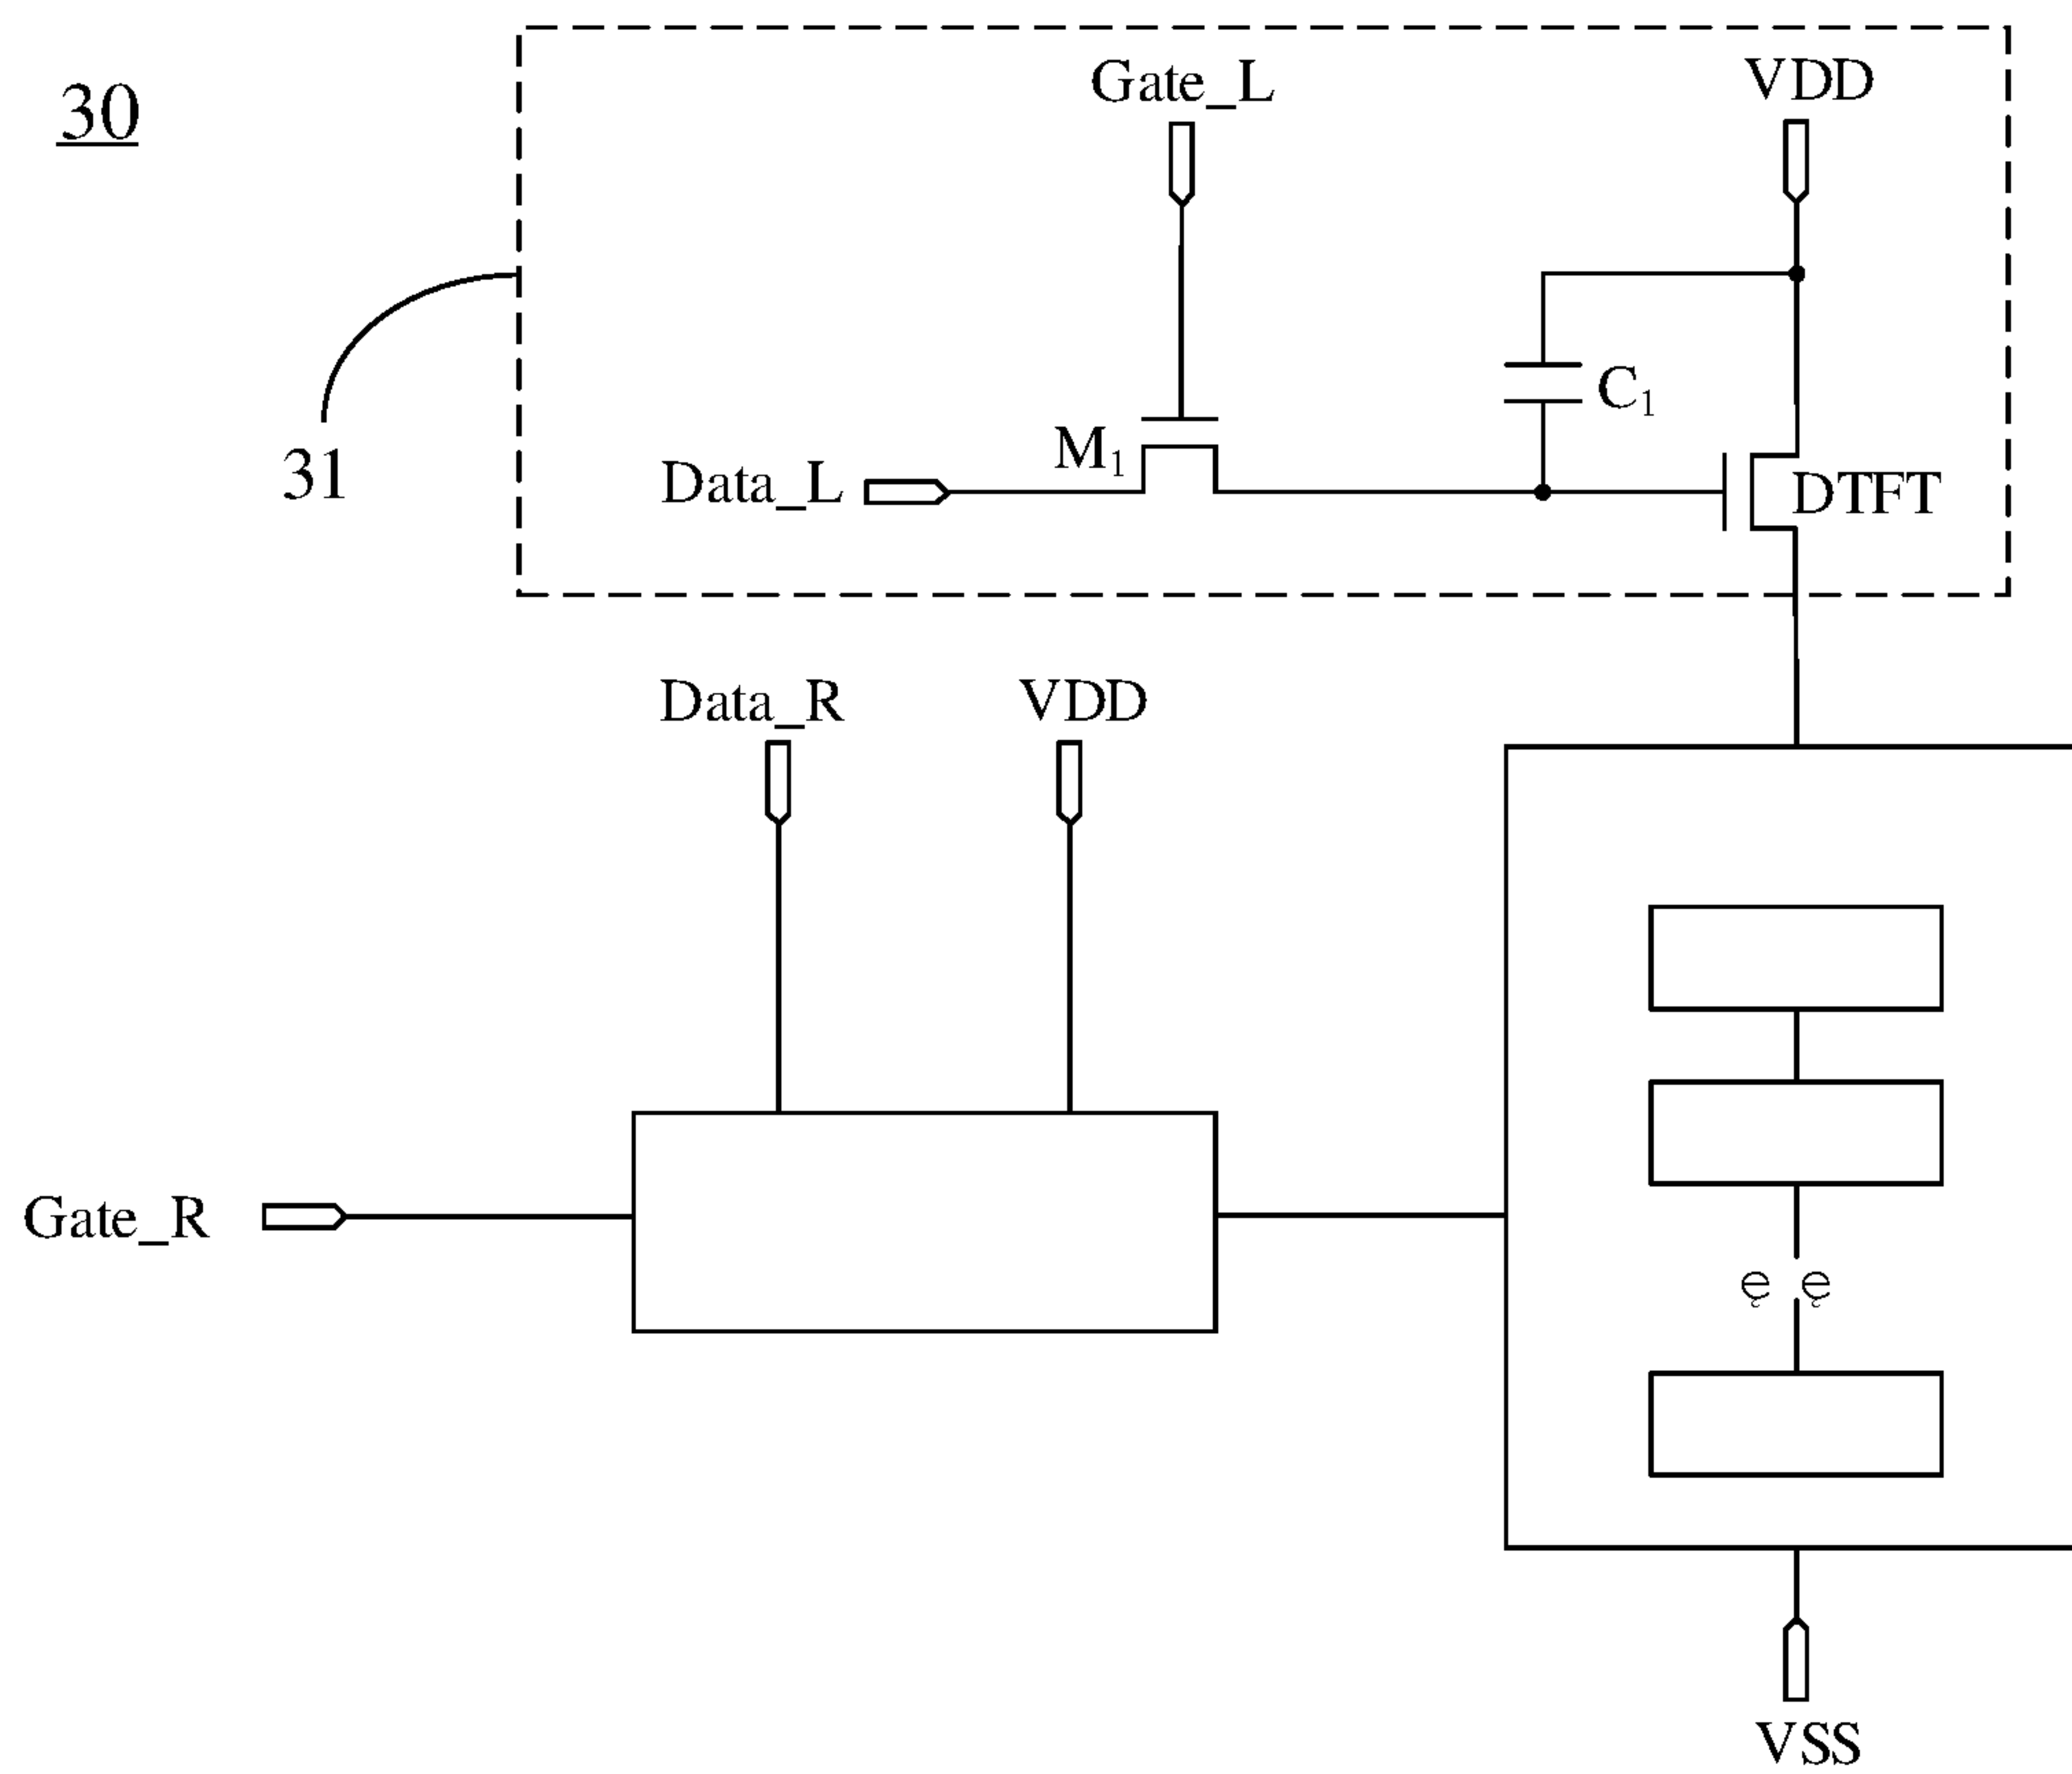 30
Gate_L
VDD
C1
M1
31
Data_L
DTFT
Data_R
VDD
Gate_R
ę ę
VSS